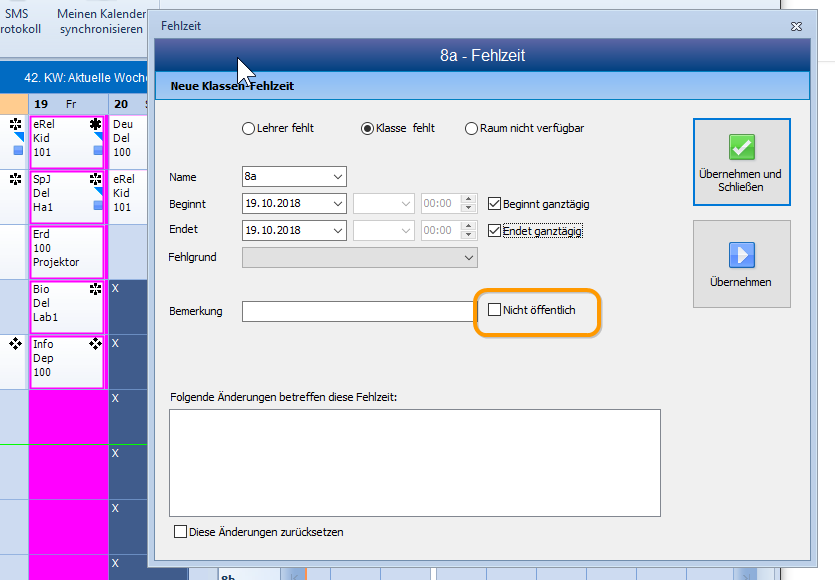 SMS
rotokoll
Meinen Kalender
synchronisieren
42. KW: Aktuelle Woche
19 Fr
20
eRel
Kid
101
Deu
Del
100
SpJ
Del
Ha1
eRel
Kid
101
Erd
100
Projektor
Bio
Del
Lab1
X
Info
Dep
100
X
X
X
X
X
Fehlzeit
8a - Fehlzeit
Neue Klassen-Fehlzeit
Lehrer fehlt
Klasse fehlt
Raum nicht verfügbar
Name
8a
Beginnt
19.10.2018
00:00
Beginnt ganztägig
Endet
19.10.2018
00:00
Endet ganztägig
Fehlgrund
Bemerkung
Nicht öffentlich
Folgende Änderungen betreffen diese Fehlzeit:
Diese Änderungen zurücksetzen
Übernehmen und
Schließen
Übernehmen
8b